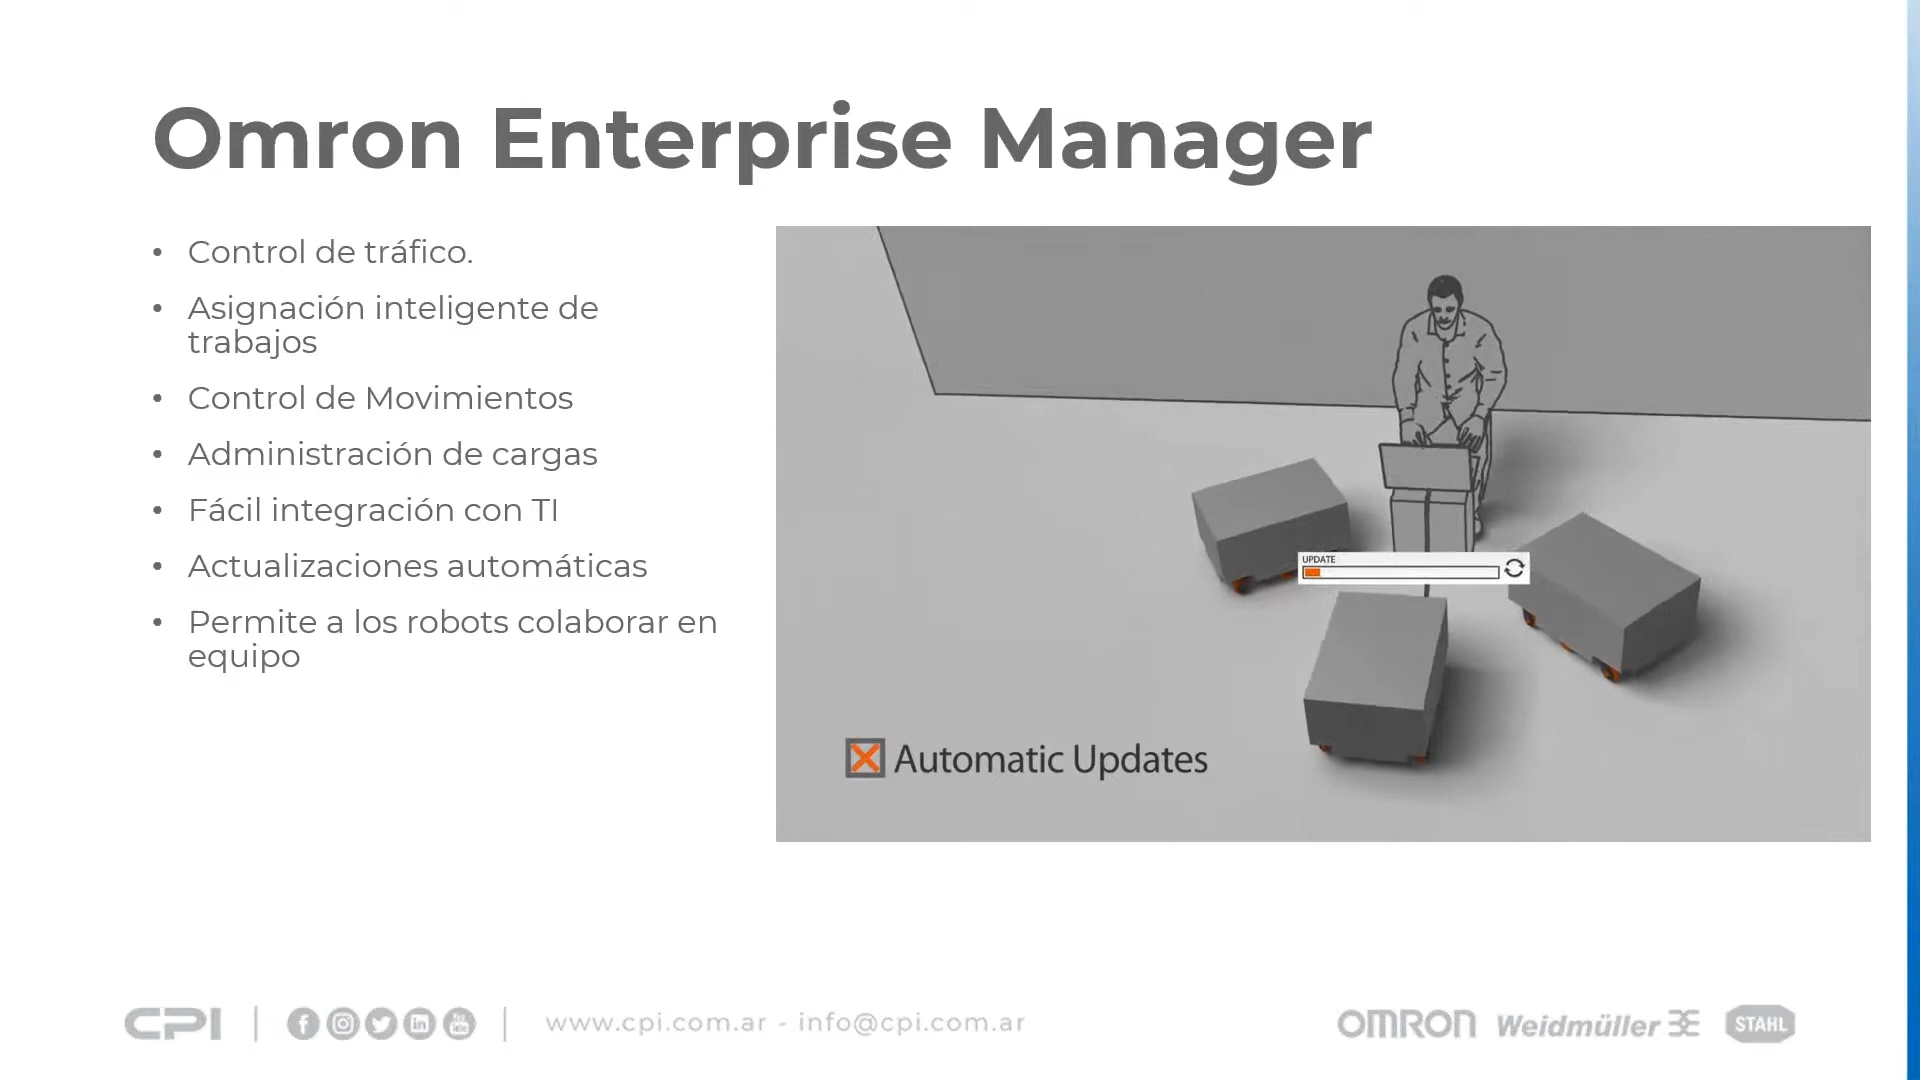 Omron Enterprise Manager
• Control de tráfico.
• Asignación inteligente de
trabajos
• Control de Movimientos
• Administración de cargas
• Fácil integración con TI
• Actualizaciones automáticas
• Permite a los robots colaborar en
equipo
UPDATE
Automatic Updates
CPI | | www.cpi.com.ar - info@cpi.com.ar OMRON Weidmüller STAHL